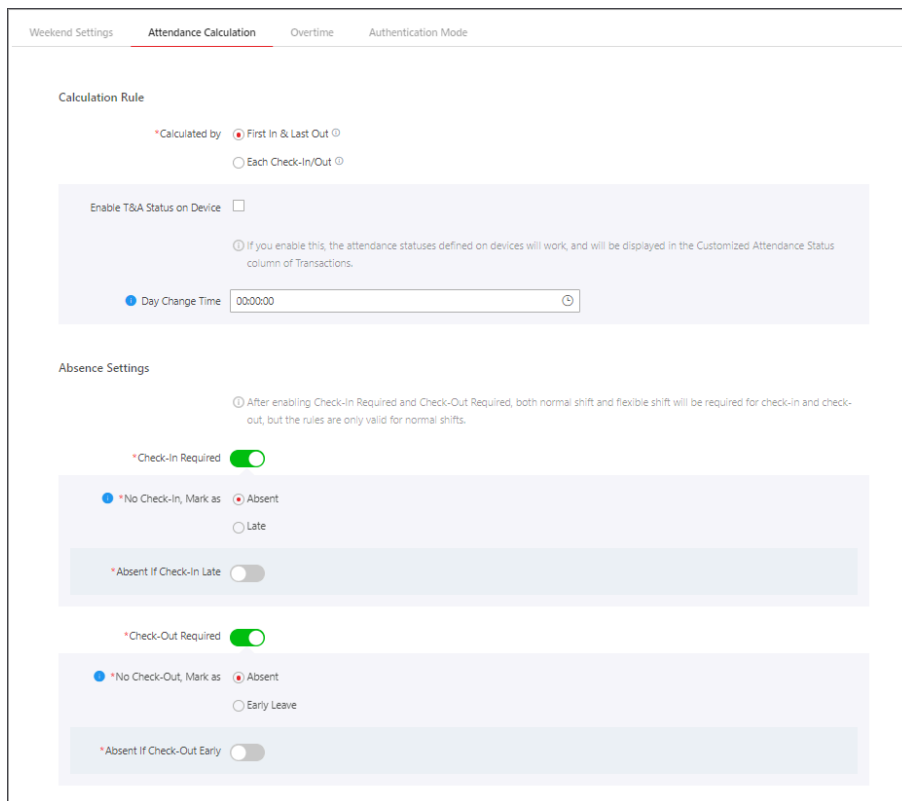 Weekend Settings Attendance Calculation Overtime Authentication Mode
Calculation Rule
*Calculated by First In & Last Out
Each Check-In/Out
Enable T&A Status on Device
If you enable this, the attendance statuses defined on devices will work, and will be displayed in the Customized Attendance Status
column of Transactions.
Day Change Time 00:00:00
Absence Settings
After enabling Check-In Required and Check-Out Required, both normal shift and flexible shift will be required for check-in and check-
out, but the rules are only valid for normal shifts.
*Check-In Required
*No Check-In, Mark as Absent
Late
*Absent If Check-In Late
*Check-Out Required
*No Check-Out, Mark as Absent
Early Leave
*Absent If Check-Out Early